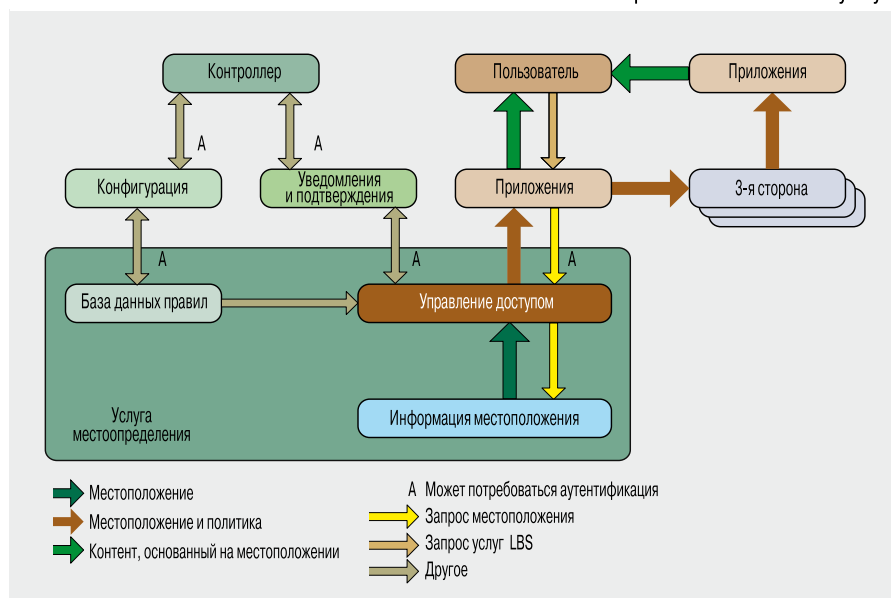 Контроллер
Пользователь
Приложения
А
А
Конфигурация
Уведомления
и подтверждения
Приложения
3-я сторона
А
А
А
База данных правил
Управление доступом
Информация местоположения
Услуга
местоопределения
Местоположение
Местоположение и политика
Контент, основанный на местоположении
А Может потребоваться аутентификация
Запрос местоположения
Запрос услуг LBS
Другое